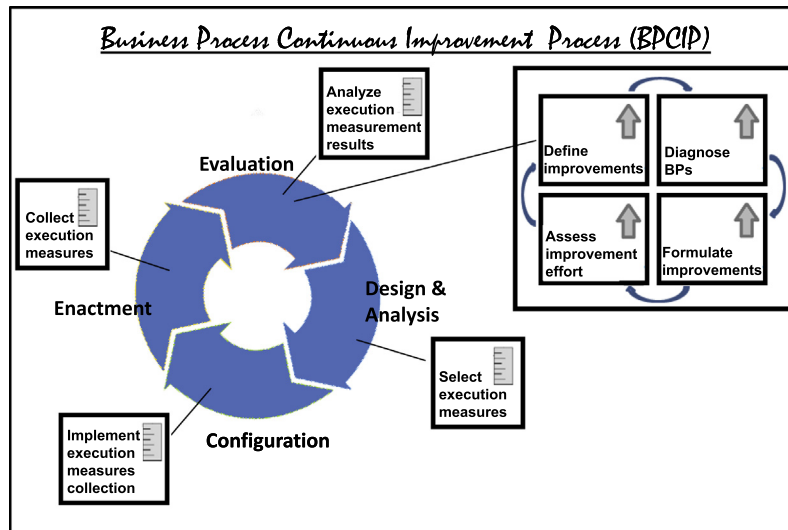 Business Process Continuous Improvement Process (BPCIP)
Analyze
execution
measurement
results
Evaluation
Define
improvements
Diagnose
BPs
Assess
improvement
effort
Formulate
improvements
Collect
execution
measures
Enactment
Design &
Analysis
Select
execution
measures
Configuration
Implement
execution
measures
collection